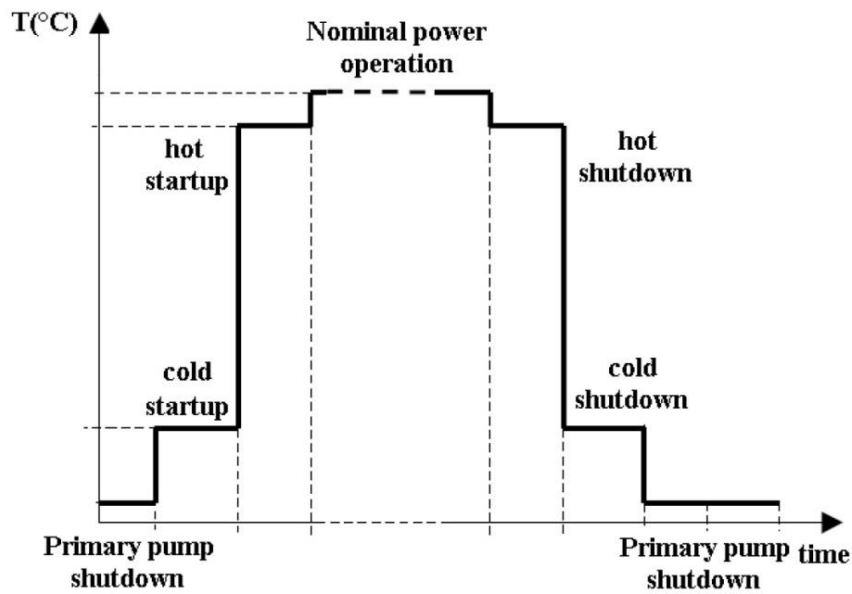 T(°C)
Nominal power
operation
hot
startup
hot
shutdown
cold
startup
cold
shutdown
Primary pump
shutdown
Primary pump
shutdown
time